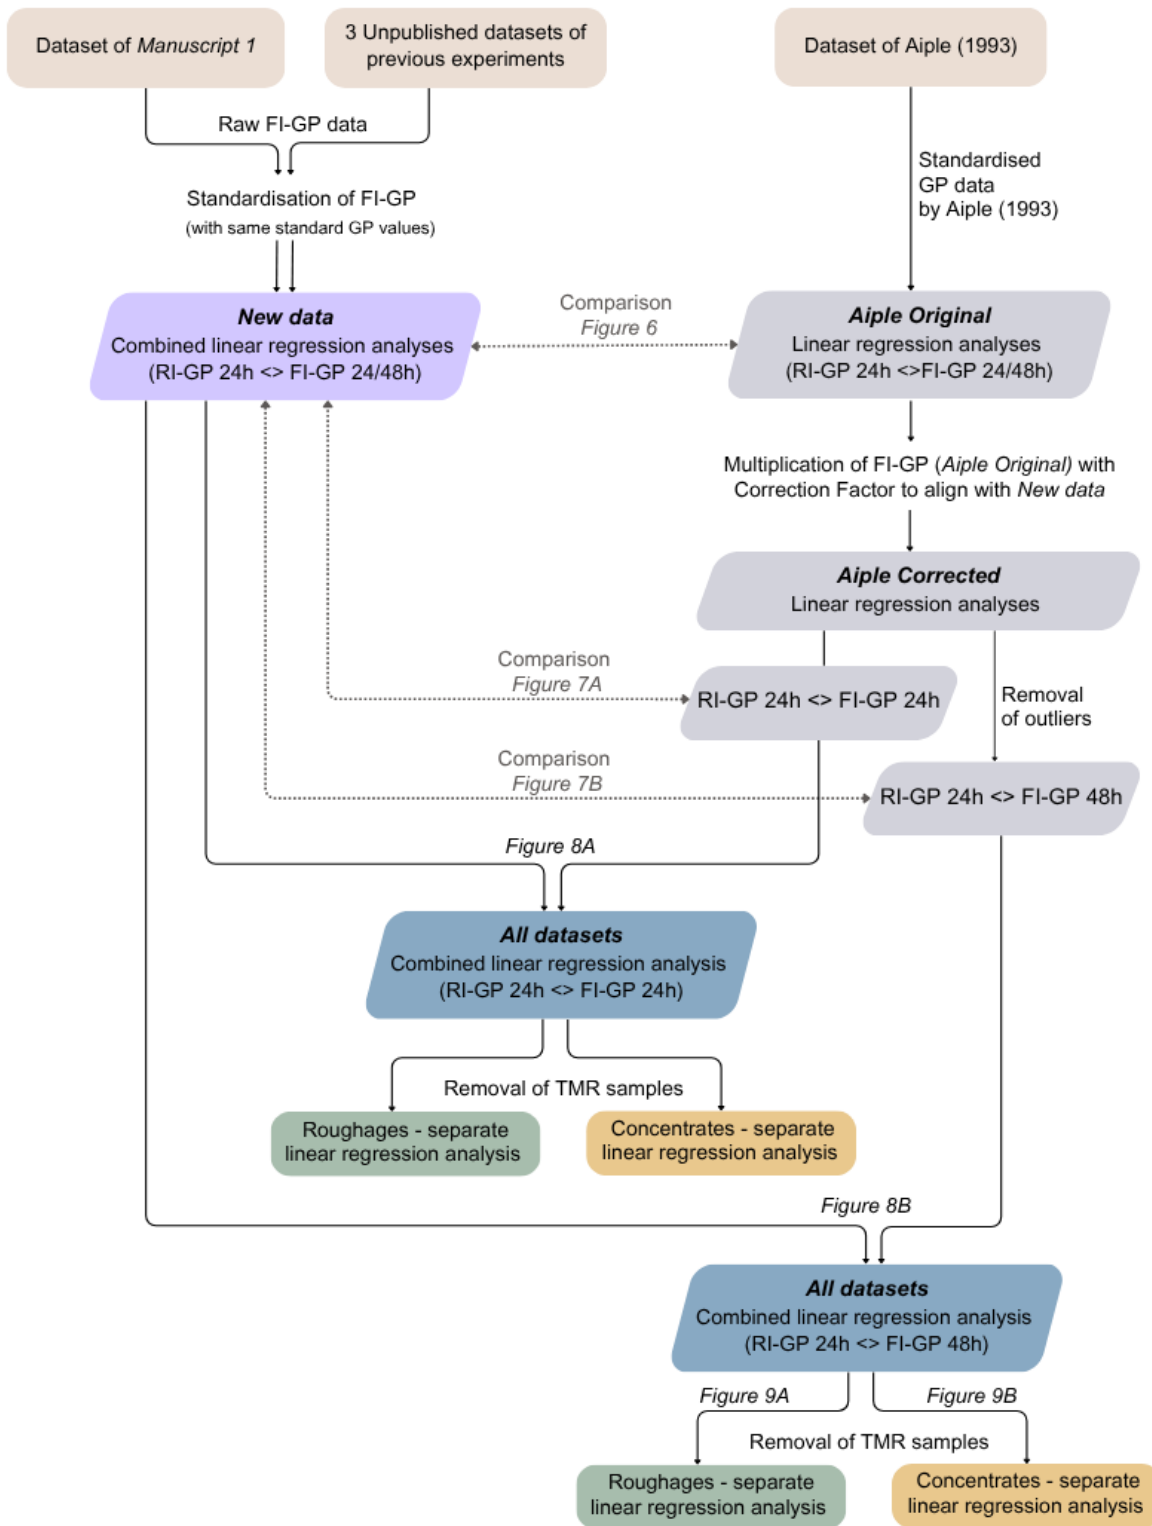 Dataset of Manuscript 1
3 Unpublished datasets of
previous experiments
Dataset of Aiple (1993)
Raw FI-GP data
Standardised
GP data
by Aiple (1993)
Standardisation of FI-GP
(with same standard GP values)
New data
Combined linear regression analyses
(RI-GP 24h <> FI-GP 24/48h)
Comparison
Figure 6
Aiple Original
Linear regression analyses
(RI-GP 24h <>FI-GP 24/48h)
Multiplication of FI-GP (Aiple Original) with
Correction Factor to align with New data
Aiple Corrected
Linear regression analyses
Comparison
Figure 7A
RI-GP 24h <> FI-GP 24h
Removal
of outliers
Comparison
Figure 7B
RI-GP 24h <> FI-GP 48h
Figure 8A
All datasets
Combined linear regression analysis
(RI-GP 24h <> FI-GP 24h)
Removal of TMR samples
Roughages - separate
linear regression analysis
Concentrates - separate
linear regression analysis
Figure 8B
All datasets
Combined linear regression analysis
(RI-GP 24h <> FI-GP 48h)
Figure 9A
Figure 9B
Removal of TMR samples
Roughages - separate
linear regression analysis
Concentrates - separate
linear regression analysis